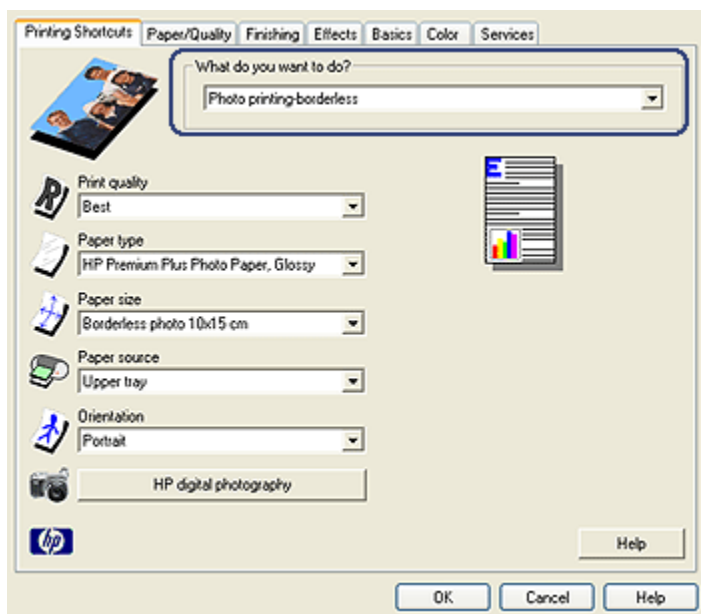 Printing Shortcuts Paper/Quality Finishing Effects Basics Color Services
What do you want to do?
Photo printing-borderless
Print quality
Best
Paper type
HP Premium Plus Photo Paper, Glossy
Paper size
Borderless photo 10x15 cm
Paper source
Upper tray
Orientation
Portrait
HP digital photography
hp
Help
OK Cancel Help
E